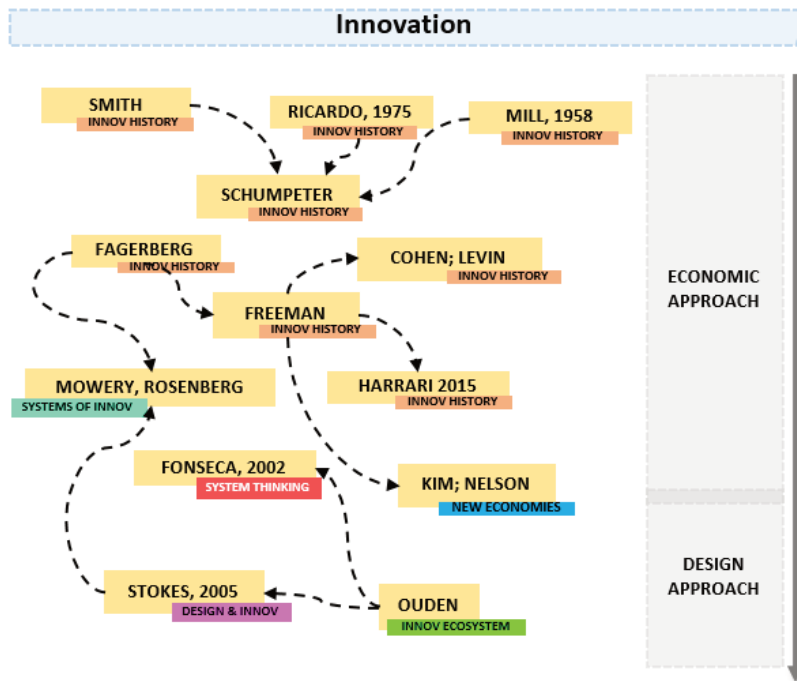 Innovation
SMITH
INNOV HISTORY
RICARDO, 1975
INNOV HISTORY
MILL, 1958
INNOV HISTORY
SCHUMPETER
INNOV HISTORY
FAGERBERG
INNOV HISTORY
COHEN; LEVIN
INNOV HISTORY
ECONOMIC
APPROACH
FREEMAN
INNOV HISTORY
MOWERY, ROSENBERG
SYSTEMS OF INNOV
HARRARI 2015
INNOV HISTORY
FONSECA, 2002
SYSTEM THINKING
KIM; NELSON
NEW ECONOMIES
DESIGN
APPROACH
STOKES, 2005
DESIGN & INNOV
OUDEN
INNOV ECOSYSTEM